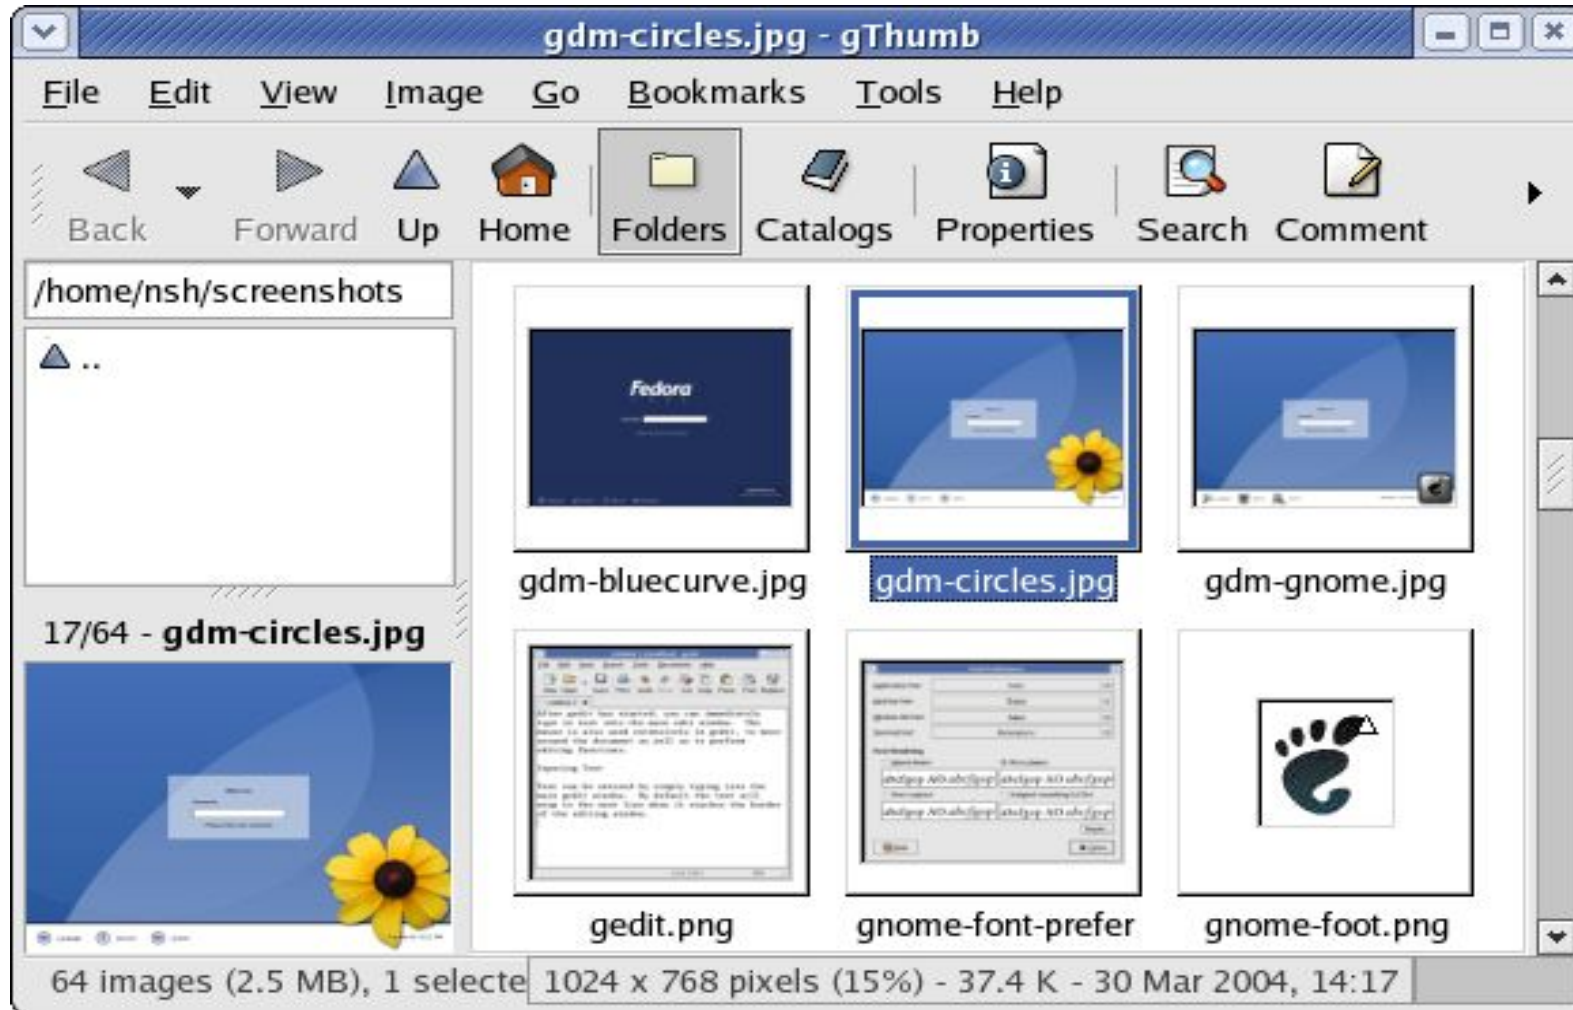 gdm-circles.jpg - gThumb
File Edit View Image Go Bookmarks Tools Help
Back Forward Up Home Folders Catalogs Properties Search Comment
/home/nsh/screenshots
..
Fedora
gdm-bluecurve.jpg gdm-circles.jpg gdm-gnome.jpg
17/64 - gdm-circles.jpg
gedit.png gnome-font-prefer gnome-foot.png
64 images (2.5 MB), 1 selecte 1024 x 768 pixels (15%) - 37.4 K - 30 Mar 2004, 14:17